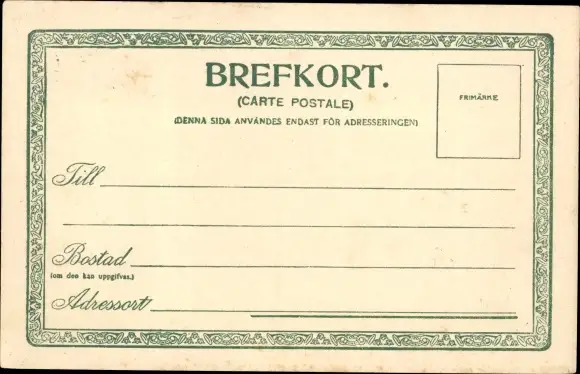 BREFKORT.
(CARTE POSTALE)
(DENNA SIDA ANVÄNDES ENDAST FÖR ADRESSERINGEN)
FRIMÄRKE
Till
Bostad
(om den kan uppgifvas.)
Adressort